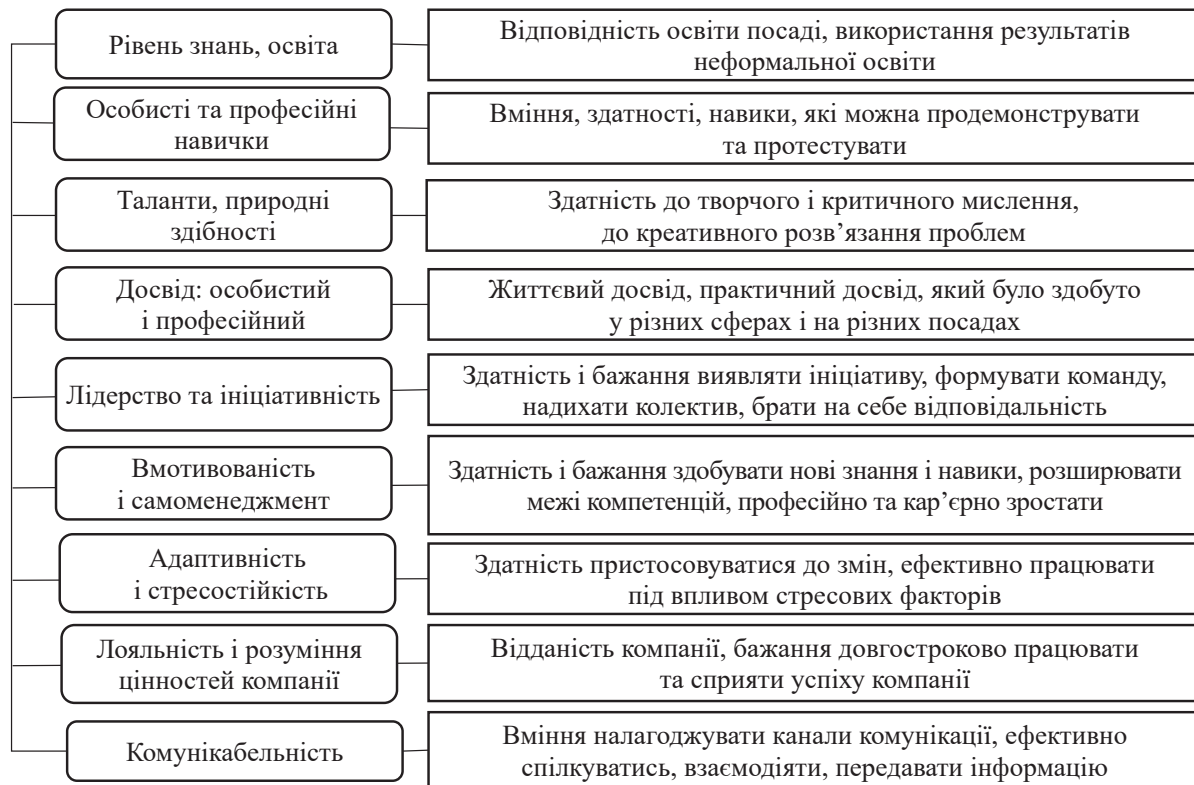 Рівень знань, освіта
Відповідність освіти посаді, використання результатів
неформальної освіти
Особисті та професійні
навички
Вміння, здатності, навики, які можна продемонструвати
та протестувати
Таланти, природні
здібності
Здатність до творчого і критичного мислення,
до креативного розв’язання проблем
Досвід: особистий
і професійний
Життєвий досвід, практичний досвід, який було здобуто
у різних сферах і на різних посадах
Лідерство та ініціативність
Здатність і бажання виявляти ініціативу, формувати команду,
надихати колектив, брати на себе відповідальність
Вмотивованість
і самоменеджмент
Здатність і бажання здобувати нові знання і навики, розширювати
межі компетенцій, професійно та кар’єрно зростати
Адаптивність
і стресостійкість
Здатність пристосовуватися до змін, ефективно працювати
під впливом стресових факторів
Лояльність і розуміння
цінностей компанії
Відданість компанії, бажання довгостроково працювати
та сприяти успіху компанії
Комунікабельність
Вміння налагоджувати канали комунікації, ефективно
спілкуватись, взаємодіяти, передавати інформацію